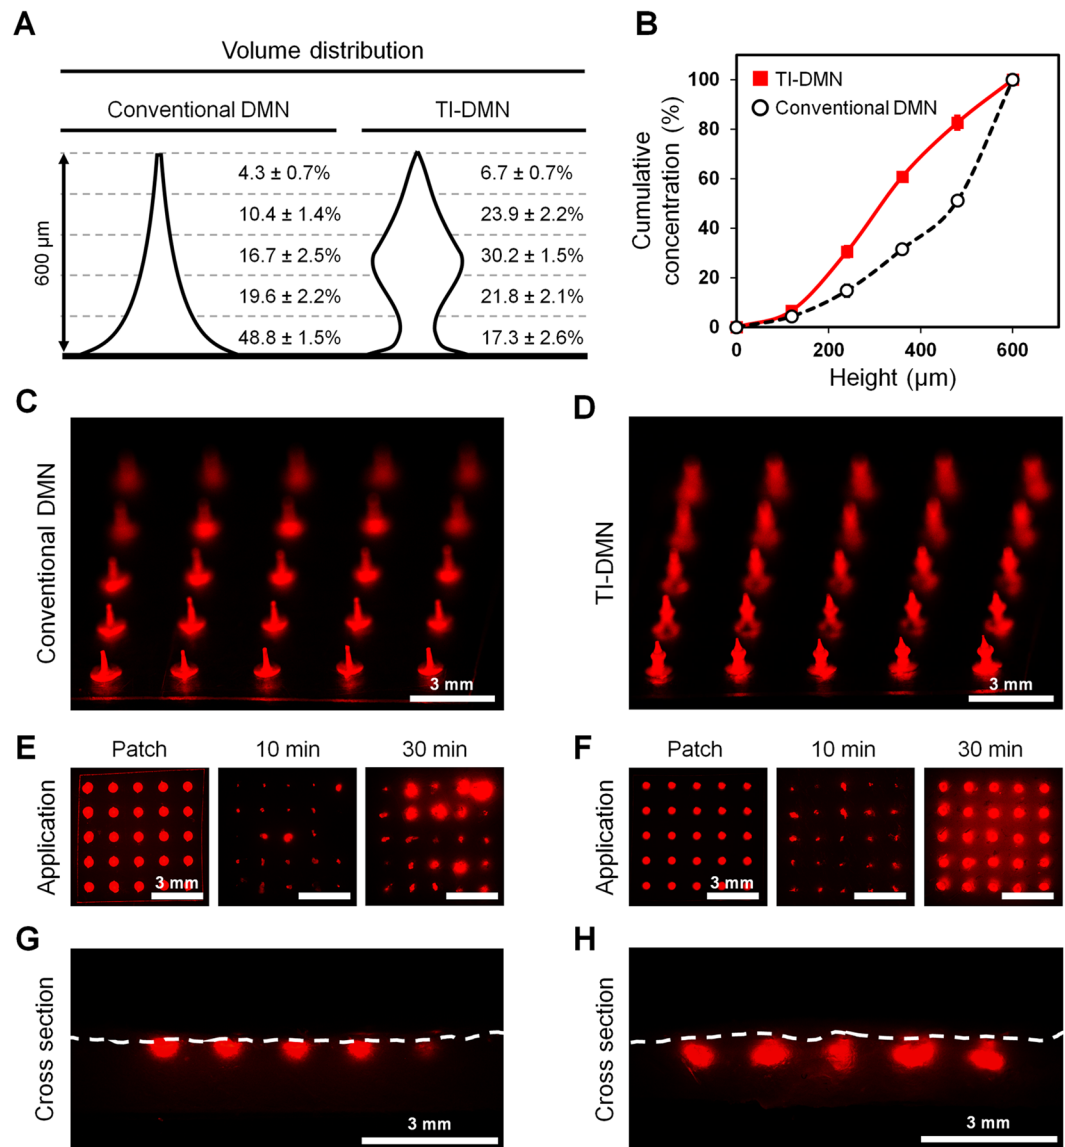 A
Volume distribution
Conventional DMN
TI-DMN
600 µm
4.3 ± 0.7%
6.7 ± 0.7%
10.4 ± 1.4%
23.9 ± 2.2%
16.7 ± 2.5%
30.2 ± 1.5%
19.6 ± 2.2%
21.8 ± 2.1%
48.8 ± 1.5%
17.3 ± 2.6%
B
Cumulative
concentration (%)
100
80
60
40
20
0
TI-DMN
Conventional DMN
0
200
400
600
Height (µm)
C
Conventional DMN
3 mm
D
TI-DMN
3 mm
E
Patch
10 min
30 min
Application
3 mm
F
Patch
10 min
30 min
Application
3 mm
G
Cross section
3 mm
H
Cross section
3 mm